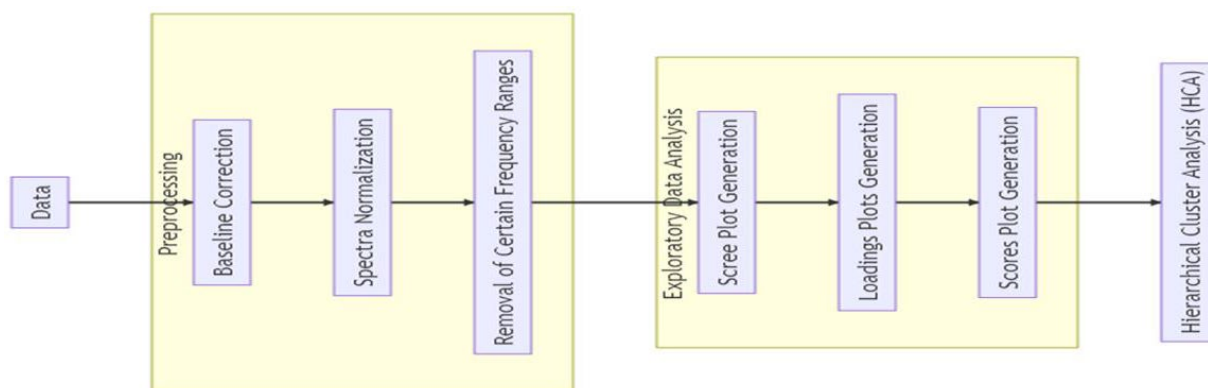 Data
Preprocessing
Baseline Correction
Spectra Normalization
Removal of Certain Frequency Ranges
Exploratory Data Analysis
Scree Plot Generation
Loadings Plots Generation
Scores Plot Generation
Hierarchical Cluster Analysis (HCA)